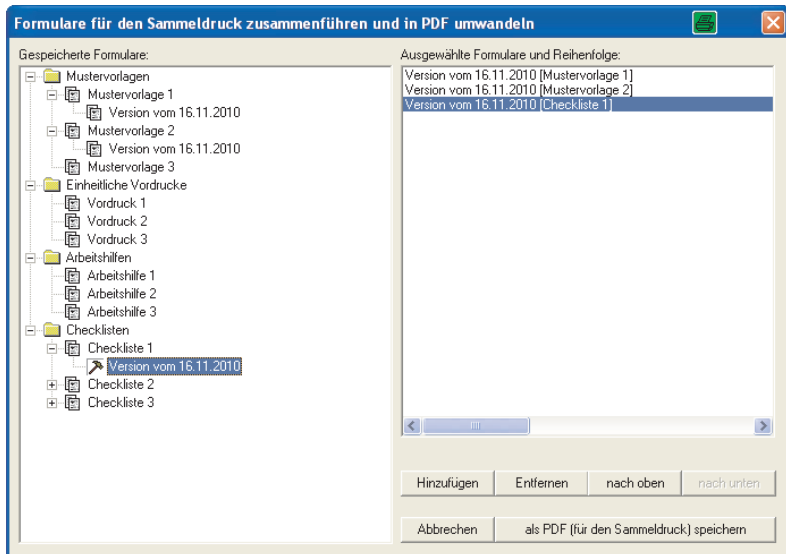 Formulare für den Sammeldruck zusammenführen und in PDF umwandeln
Gespeicherte Formulare:
Mustervorlagen
Mustervorlage 1
Version vom 16.11.2010
Mustervorlage 2
Version vom 16.11.2010
Mustervorlage 3
Einheitliche Vordrucke
Vordruck 1
Vordruck 2
Vordruck 3
Arbeitshilfen
Arbeitshilfe 1
Arbeitshilfe 2
Arbeitshilfe 3
Checklisten
Checkliste 1
Version vom 16.11.2010
Checkliste 2
Checkliste 3
Ausgewählte Formulare und Reihenfolge:
Version vom 16.11.2010 [Mustervorlage 1]
Version vom 16.11.2010 [Mustervorlage 2]
Version vom 16.11.2010 [Checkliste 1]
Hinzufügen Entfernen nach oben nach unten
Abbrechen als PDF (für den Sammeldruck) speichern